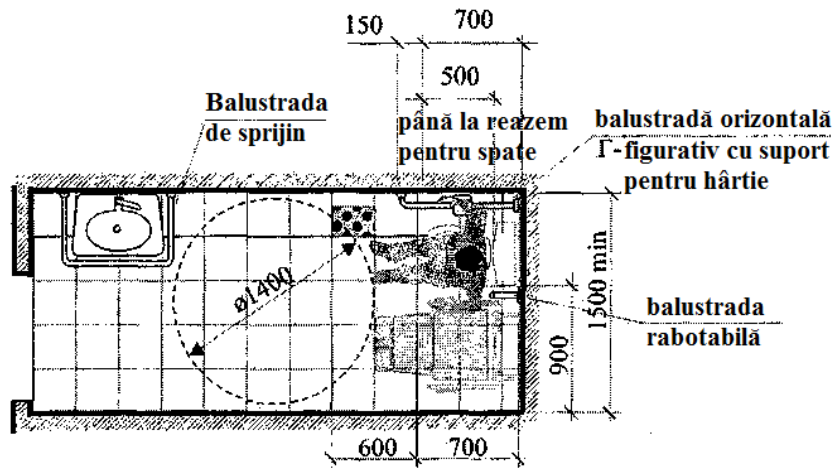 150
700
500
Balustrada
de sprijin
până la reazem
pentru spate
balustradă orizontală
Г-figurativ cu suport
pentru hârtie
ø1400
1500 min
900
balustrada
rabotabilă
600
700